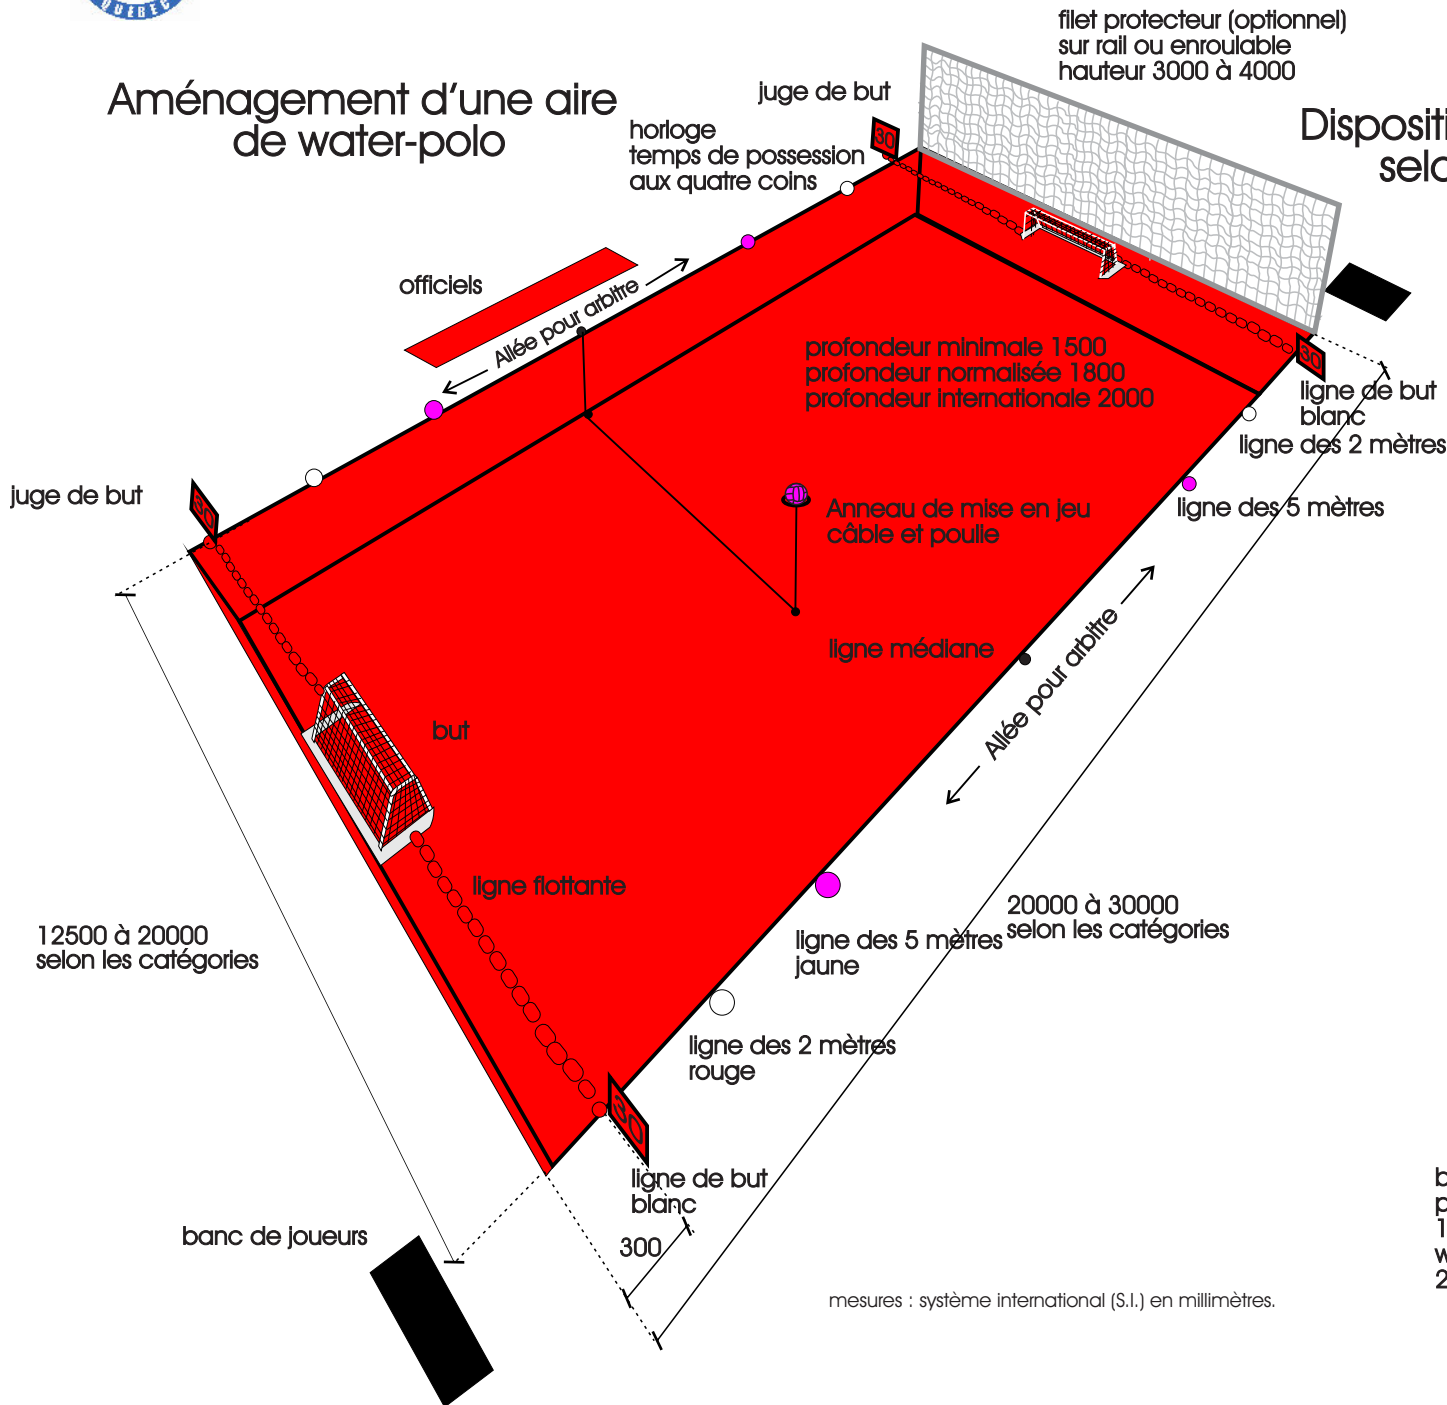 QUÉBEC
filet protecteur (optionnel)
sur rail ou enroulable
hauteur 3000 à 4000
Aménagement d'une aire
de water-polo
juge de but
horloge
temps de possession
aux quatre coins
30
officiels
Allée pour arbitre
profondeur minimale 1500
profondeur normalisée 1800
profondeur internationale 2000
30
ligne de but
blanc
ligne des 2 mètres
ligne des 5 mètres
juge de but
30
Anneau de mise en jeu
câble et poulie
ligne médiane
Allée pour arbitre
but
ligne flottante
12500 à 20000
selon les catégories
20000 à 30000
selon les catégories
ligne des 5 mètres
jaune
ligne des 2 mètres
rouge
30
ligne de but
blanc
300
banc de joueurs
mesures : système international (S.I.) en millimètres.